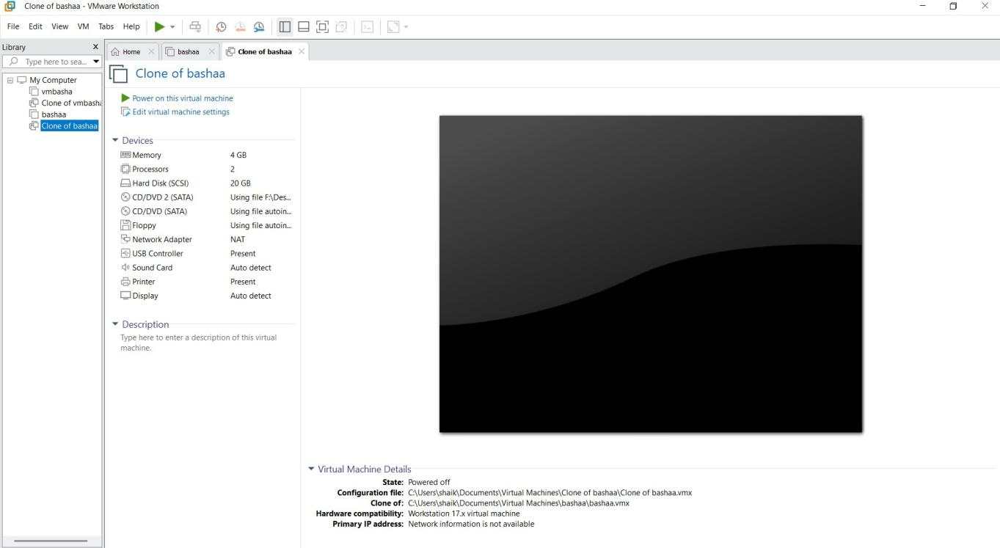 Clone of bashaa - VMware Workstation
File Edit View VM Tabs Help
Library X
Type here to sea...
My Computer
vmbasha
Clone of vmbasha
bashaa
Clone of bashaa
Home bashaa Clone of bashaa
Clone of bashaa
Power on this virtual machine
Edit virtual machine settings
Devices
Memory 4 GB
Processors 2
Hard Disk (SCSI) 20 GB
CD/DVD 2 (SATA) Using file F:\Des...
CD/DVD (SATA) Using file autoin...
Floppy Using file autoin...
Network Adapter NAT
USB Controller Present
Sound Card Auto detect
Printer Present
Display Auto detect
Description
Type here to enter a description of this virtual
machine.
Virtual Machine Details
State: Powered off
Configuration file: C:\Users\shaik\Documents\Virtual Machines\Clone of bashaa\Clone of bashaa.vmx
Clone of: C:\Users\shaik\Documents\Virtual Machines\bashaa\bashaa.vmx
Hardware compatibility: Workstation 17.x virtual machine
Primary IP address: Network information is not available